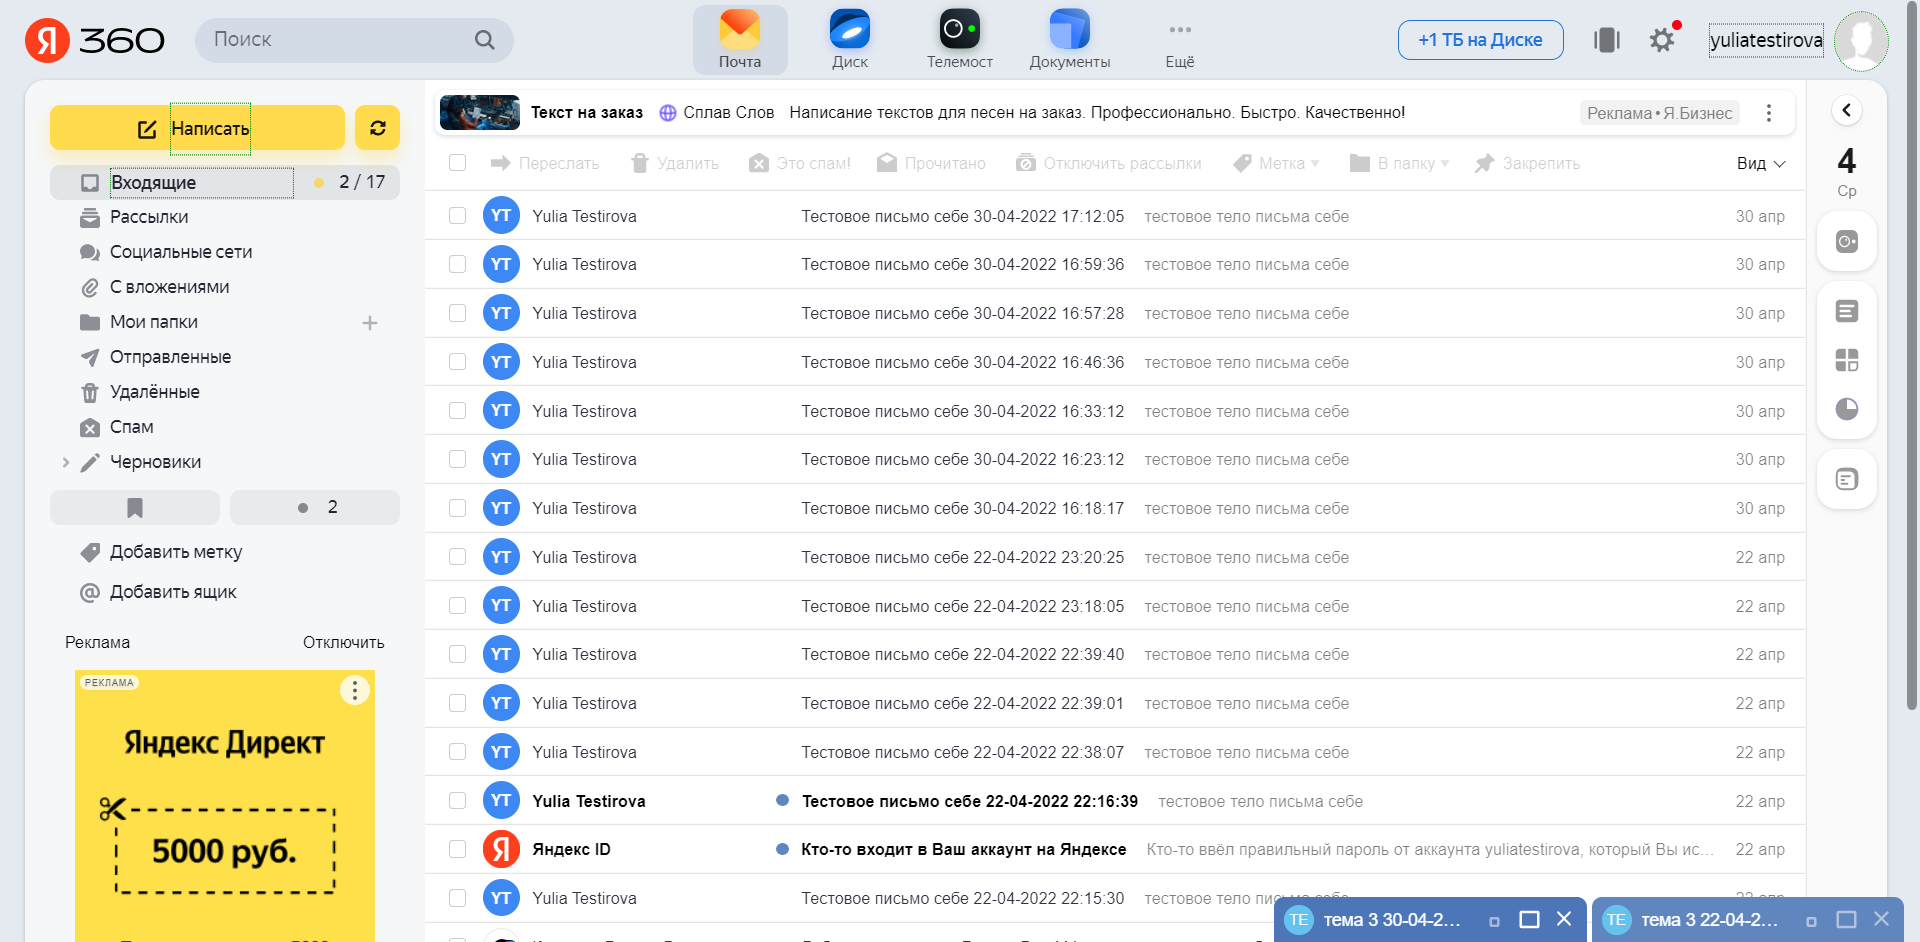 Я 360
Поиск
Почта
Диск
Телемост
Документы
Ещё
+1 ТБ на Диске
yuliatestirova
Написать
Входящие 2 / 17
Рассылки
Социальные сети
С вложениями
Мои папки
Отправленные
Удалённые
Спам
Черновики
2
Добавить метку
Добавить ящик
Реклама Отключить
РЕКЛАМА
Яндекс Директ
5000 руб.
Текст на заказ Сплав Слов Написание текстов для песен на заказ. Профессионально. Быстро. Качественно! Реклама • Я.Бизнес
Переслать Удалить Это спам! Прочитано Отключить рассылки Метка В папку Закрепить Вид
YT Yulia Testirova Тестовое письмо себе 30-04-2022 17:12:05 тестовое тело письма себе 30 апр
YT Yulia Testirova Тестовое письмо себе 30-04-2022 16:59:36 тестовое тело письма себе 30 апр
YT Yulia Testirova Тестовое письмо себе 30-04-2022 16:57:28 тестовое тело письма себе 30 апр
YT Yulia Testirova Тестовое письмо себе 30-04-2022 16:46:36 тестовое тело письма себе 30 апр
YT Yulia Testirova Тестовое письмо себе 30-04-2022 16:33:12 тестовое тело письма себе 30 апр
YT Yulia Testirova Тестовое письмо себе 30-04-2022 16:23:12 тестовое тело письма себе 30 апр
YT Yulia Testirova Тестовое письмо себе 30-04-2022 16:18:17 тестовое тело письма себе 30 апр
YT Yulia Testirova Тестовое письмо себе 22-04-2022 23:20:25 тестовое тело письма себе 22 апр
YT Yulia Testirova Тестовое письмо себе 22-04-2022 23:18:05 тестовое тело письма себе 22 апр
YT Yulia Testirova Тестовое письмо себе 22-04-2022 22:39:40 тестовое тело письма себе 22 апр
YT Yulia Testirova Тестовое письмо себе 22-04-2022 22:39:01 тестовое тело письма себе 22 апр
YT Yulia Testirova Тестовое письмо себе 22-04-2022 22:38:07 тестовое тело письма себе 22 апр
YT Yulia Testirova Тестовое письмо себе 22-04-2022 22:16:39 тестовое тело письма себе 22 апр
Я Яндекс ID Кто-то входит в Ваш аккаунт на Яндексе Кто-то ввёл правильный пароль от аккаунта yuliatestirova, который Вы ис... 22 апр
YT Yulia Testirova Тестовое письмо себе 22-04-2022 22:15:30 тестовое тело письма себе 22 апр
TE тема 3 30-04-2...
TE тема 3 22-04-2...
4
Ср